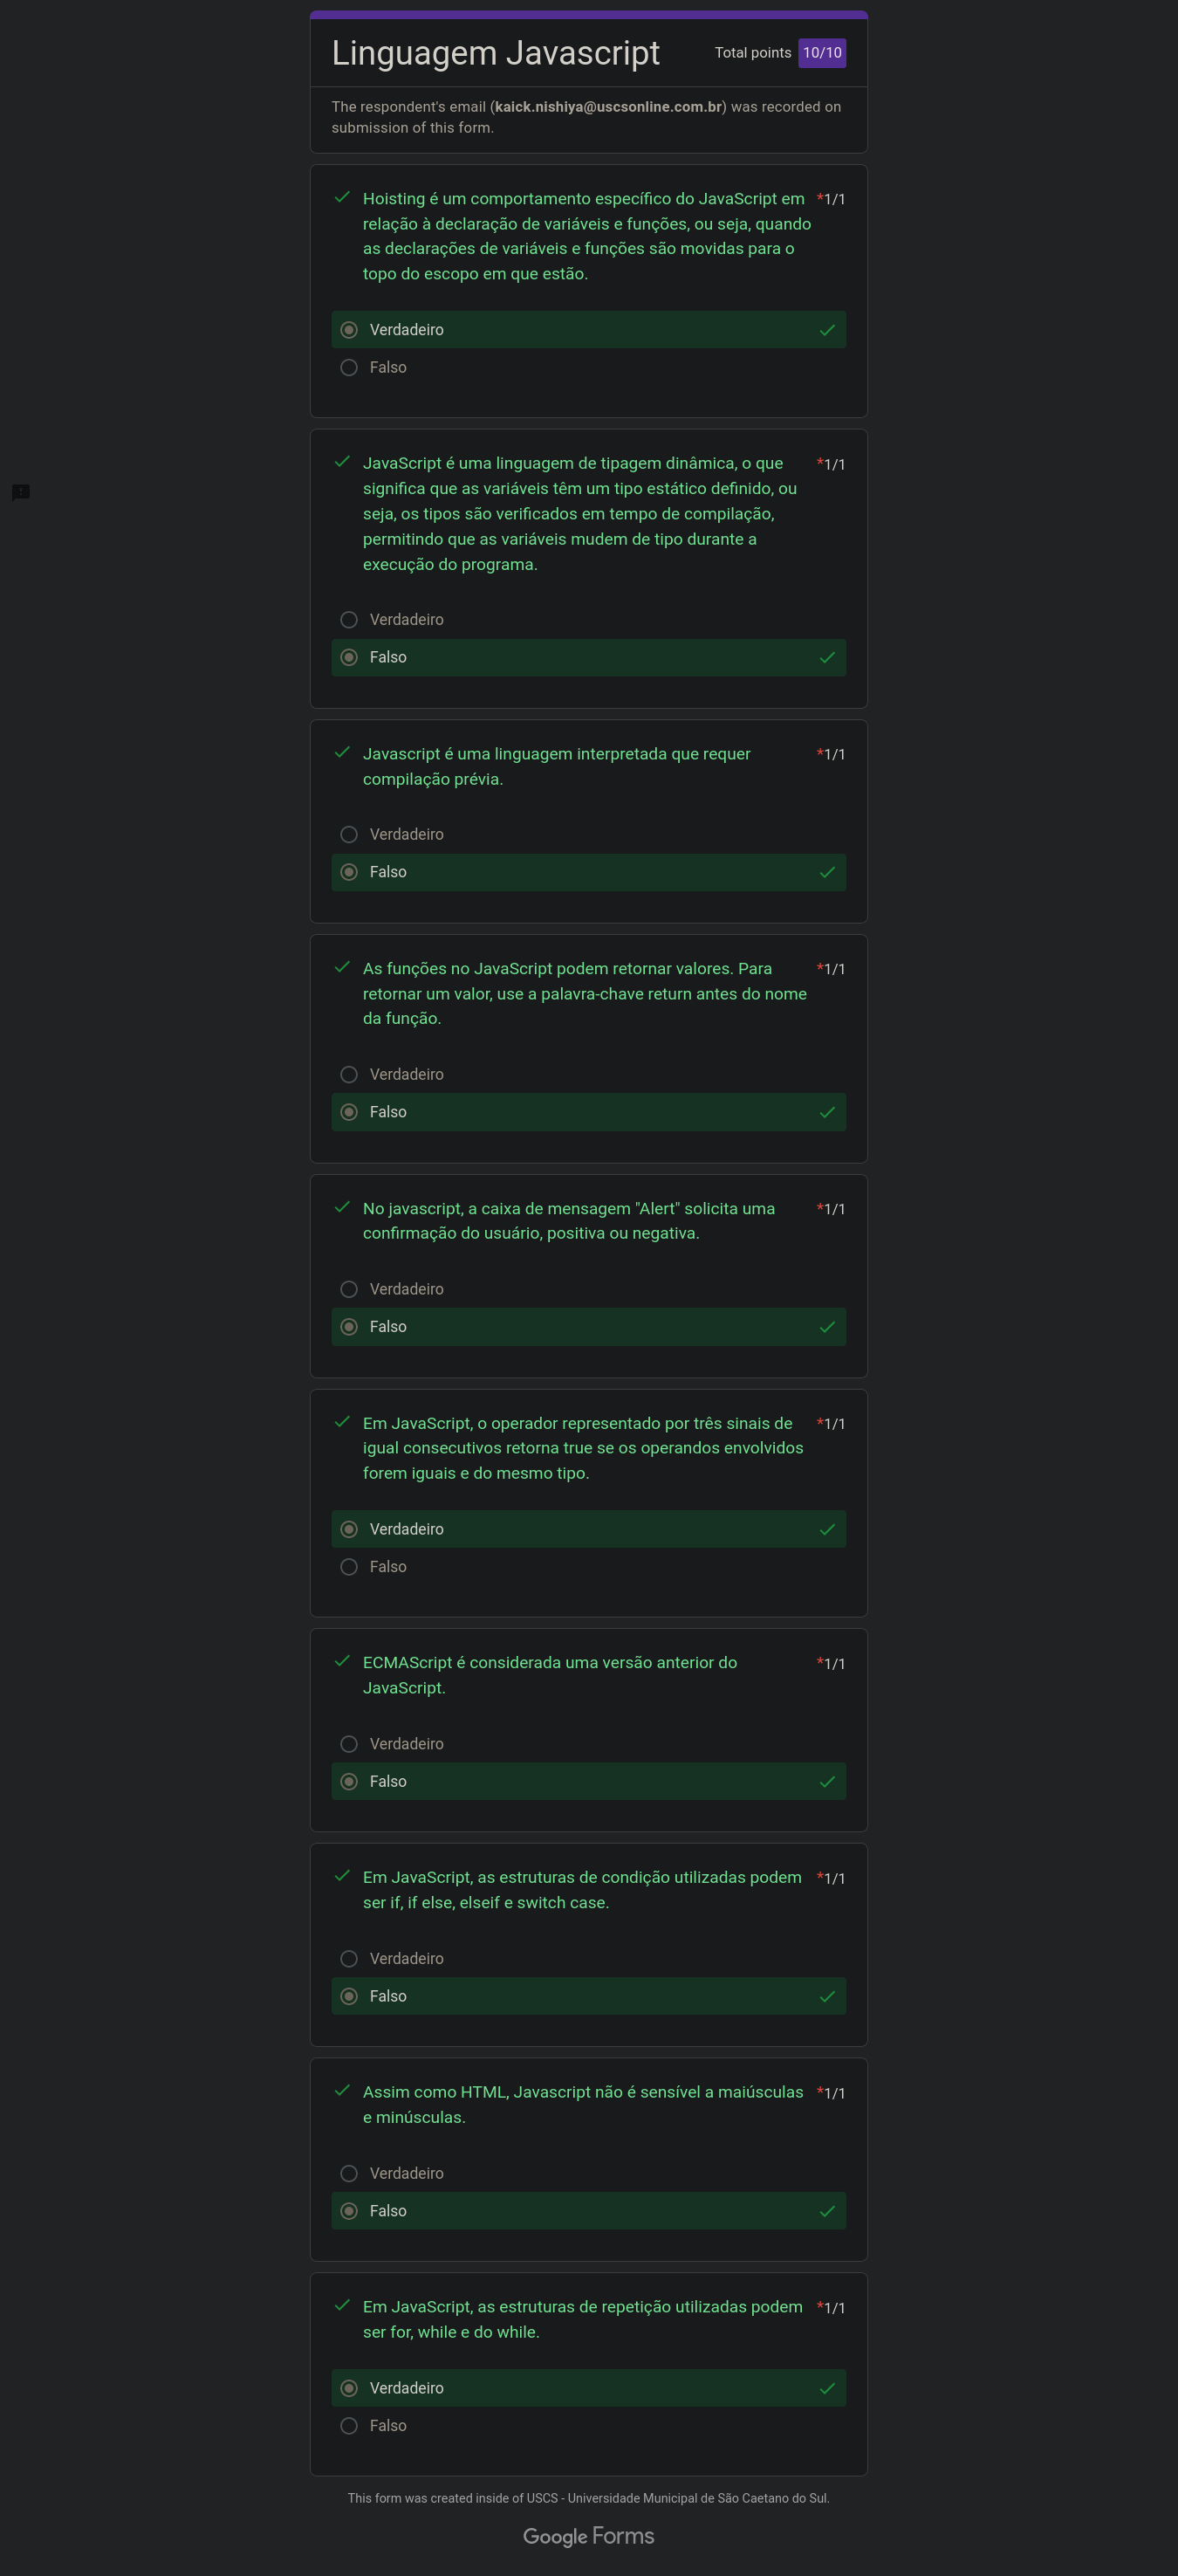 Linguagem Javascript
Total points 10/10
The respondent's email (kaick.nishiya@uscsonline.com.br) was recorded on
submission of this form.
Hoisting é um comportamento específico do JavaScript em *1/1
relação à declaração de variáveis e funções, ou seja, quando
as declarações de variáveis e funções são movidas para o
topo do escopo em que estão.
Verdadeiro
Falso
JavaScript é uma linguagem de tipagem dinâmica, o que *1/1
significa que as variáveis têm um tipo estático definido, ou
seja, os tipos são verificados em tempo de compilação,
permitindo que as variáveis mudem de tipo durante a
execução do programa.
Verdadeiro
Falso
Javascript é uma linguagem interpretada que requer *1/1
compilação prévia.
Verdadeiro
Falso
As funções no JavaScript podem retornar valores. Para *1/1
retornar um valor, use a palavra-chave return antes do nome
da função.
Verdadeiro
Falso
No javascript, a caixa de mensagem "Alert" solicita uma *1/1
confirmação do usuário, positiva ou negativa.
Verdadeiro
Falso
Em JavaScript, o operador representado por três sinais de *1/1
igual consecutivos retorna true se os operandos envolvidos
forem iguais e do mesmo tipo.
Verdadeiro
Falso
ECMAScript é considerada uma versão anterior do *1/1
JavaScript.
Verdadeiro
Falso
Em JavaScript, as estruturas de condição utilizadas podem *1/1
ser if, if else, elseif e switch case.
Verdadeiro
Falso
Assim como HTML, Javascript não é sensível a maiúsculas *1/1
e minúsculas.
Verdadeiro
Falso
Em JavaScript, as estruturas de repetição utilizadas podem *1/1
ser for, while e do while.
Verdadeiro
Falso
This form was created inside of USCS - Universidade Municipal de São Caetano do Sul.
Google Forms